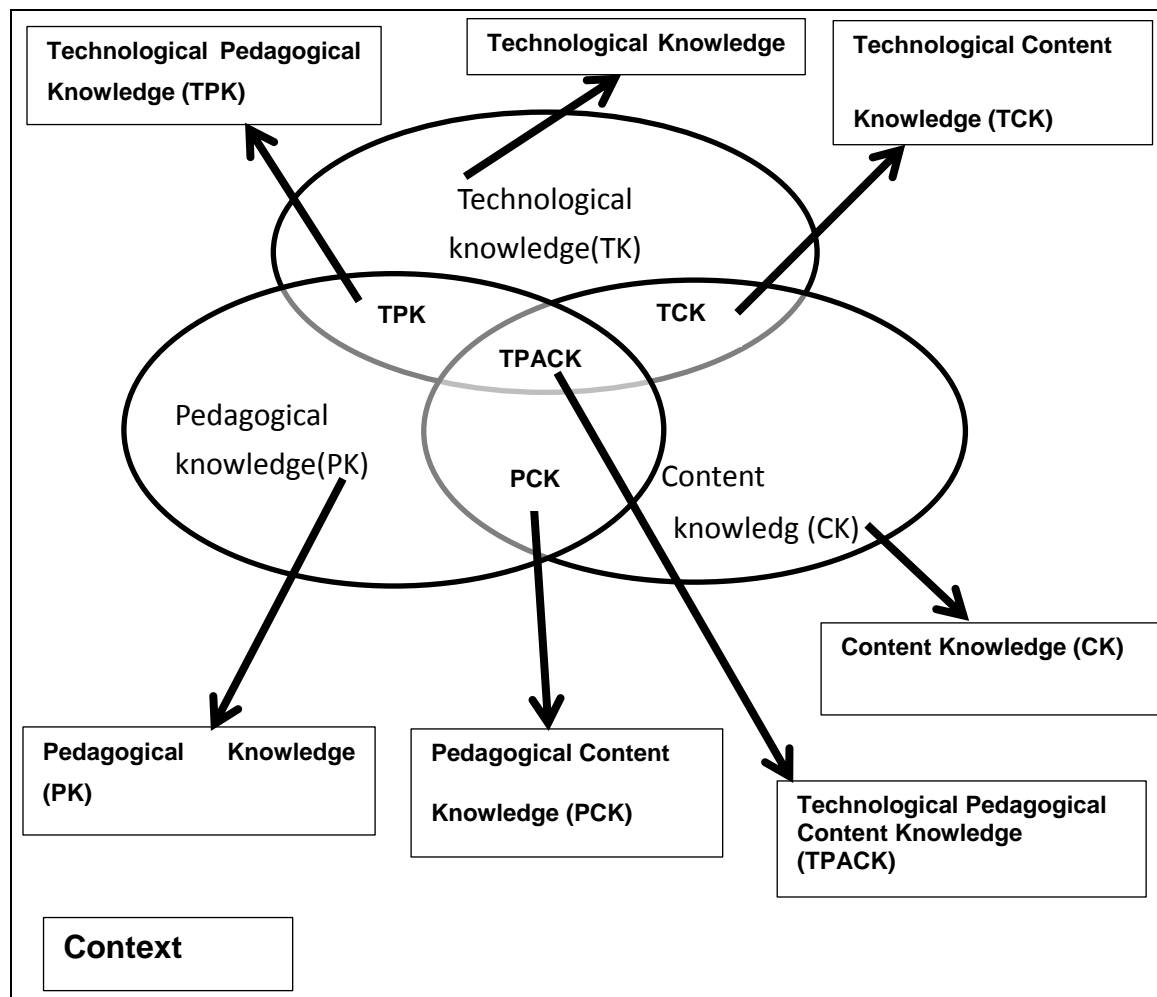 Technological Pedagogical
Knowledge (TPK)
Technological Knowledge
Technological Content
Knowledge (TCK)
Technological
knowledge(TK)
TPK
TCK
TPACK
Pedagogical
knowledge(PK)
PCK
Content
knowledg (CK)
Content Knowledge (CK)
Pedagogical Knowledge
(PK)
Pedagogical Content
Knowledge (PCK)
Technological Pedagogical
Content Knowledge
(TPACK)
Context